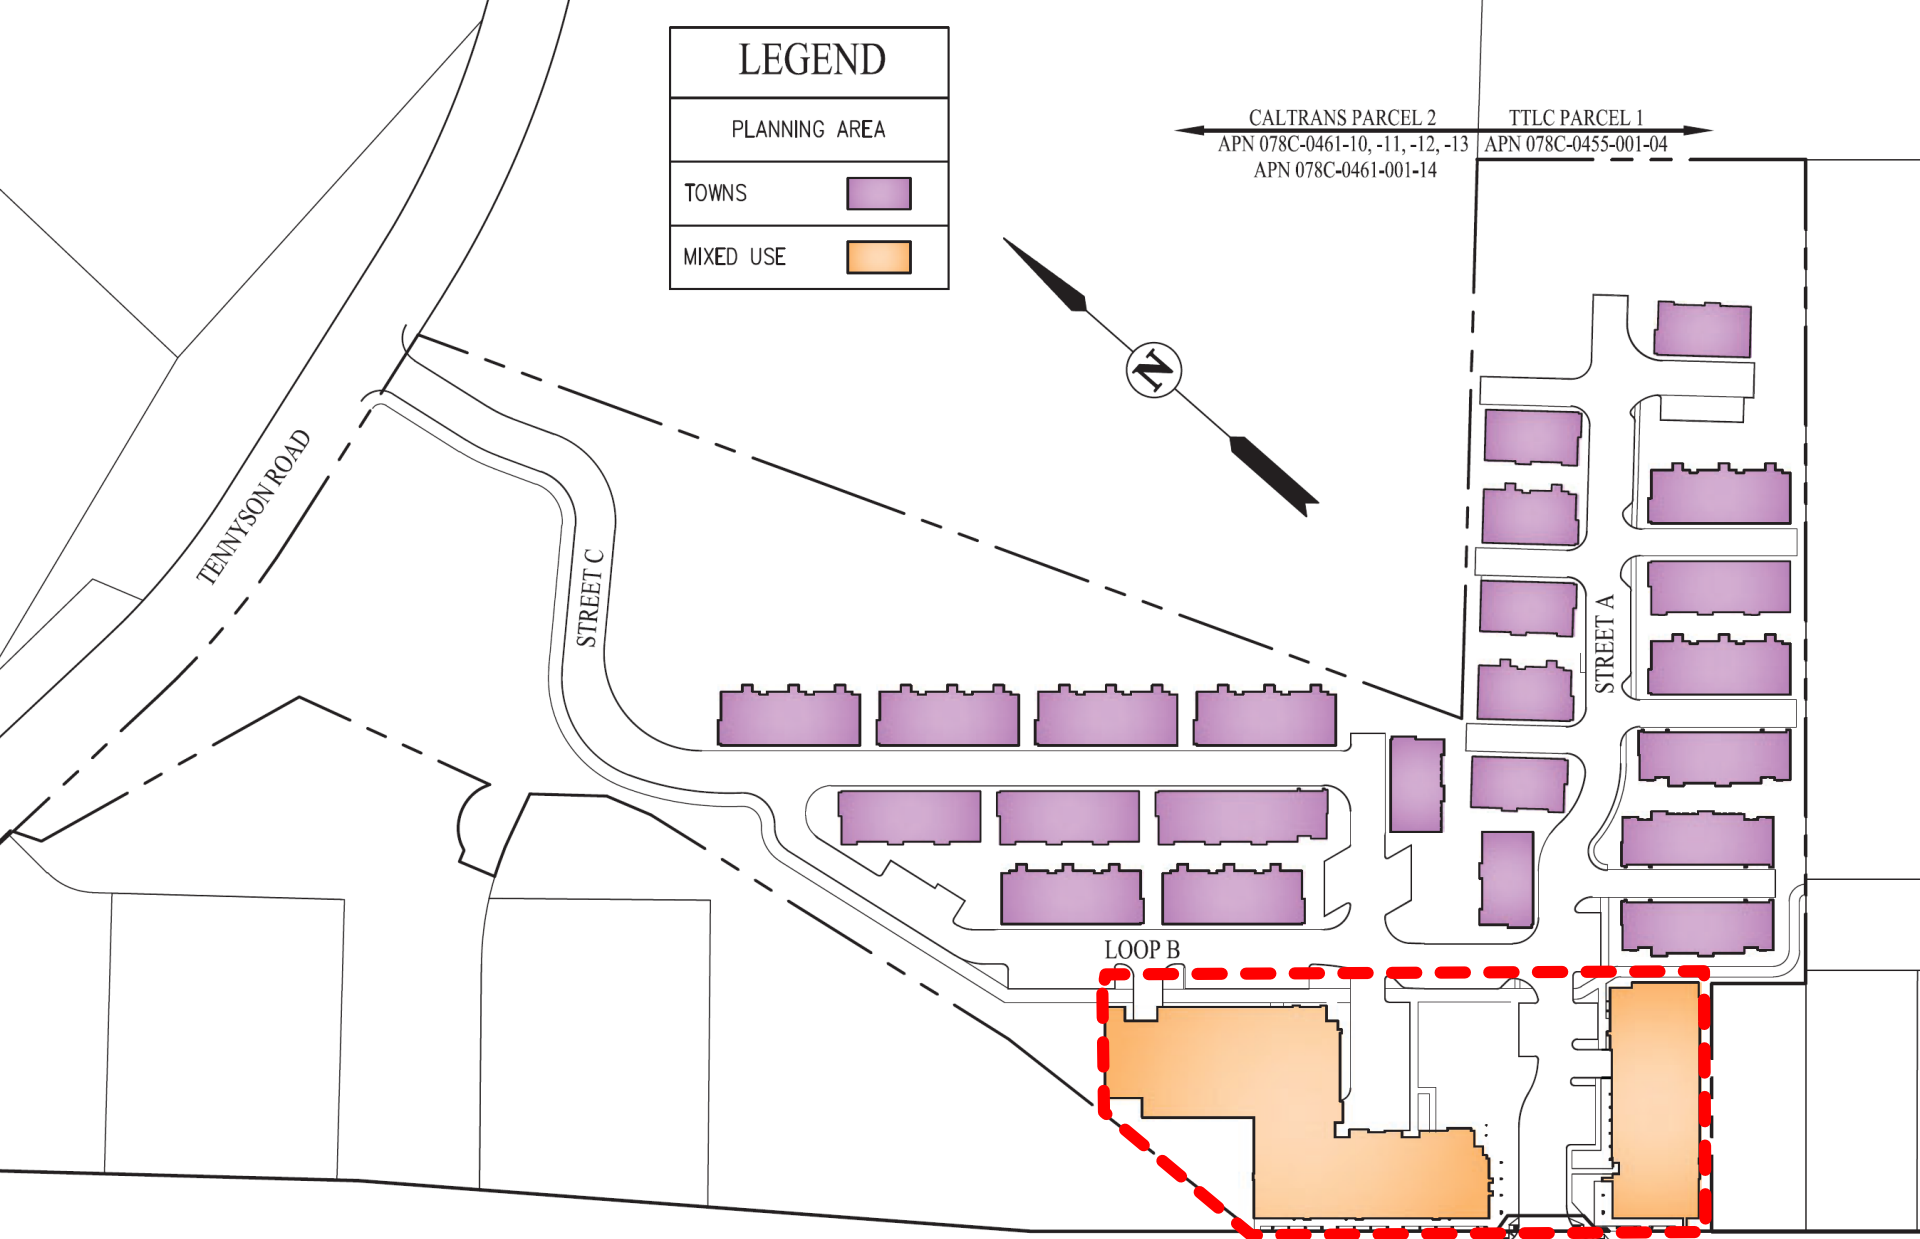 LEGEND
PLANNING AREA
TOWNS
MIXED USE
CALTRANS PARCEL 2
APN 078C-0461-10, -11, -12, -13
APN 078C-0461-001-14
TTLC PARCEL 1
APN 078C-0455-001-04
N
TENNYSON ROAD
STREET C
STREET A
LOOP B